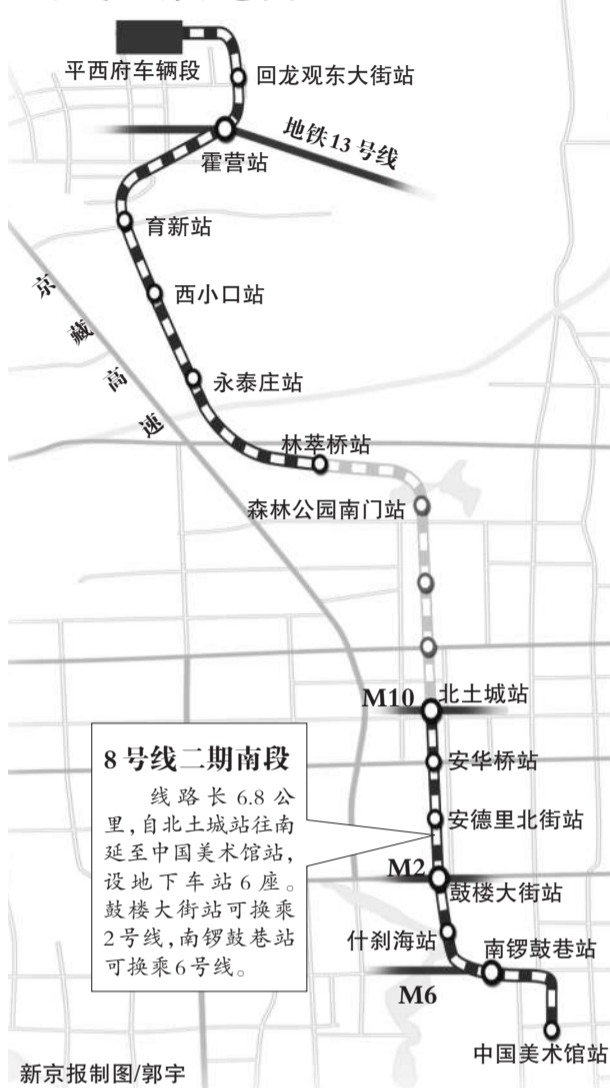 平西府车辆段
回龙观东大街站
地铁13号线
霍营站
育新站
西小口站
京藏高速
永泰庄站
林萃桥站
森林公园南门站
M10
北土城站
8号线二期南段
线路长6.8公
里,自北土城站往南
延至中国美术馆站,
设地下车站6座。
鼓楼大街站可换乘
2号线,南锣鼓巷站
可换乘6号线。
安华桥站
安德里北街站
M2
鼓楼大街站
什刹海站
南锣鼓巷站
M6
中国美术馆站
新京报制图/郭宇